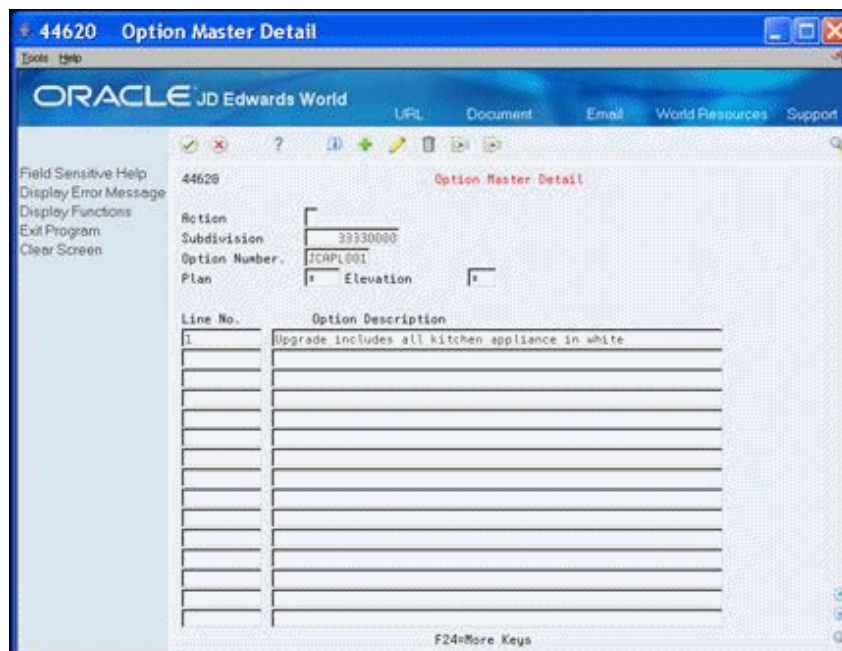 44620 Option Master Detail
Tools Help
ORACLE JD Edwards World
URL Document Email World Resources Support
Field Sensitive Help
Display Error Message
Display Functions
Exit Program
Clear Screen
44620 Option Master Detail
Action
Subdivision 33330000
Option Number. JCAPL001
Plan * Elevation *
Line No. Option Description
1 Upgrade includes all kitchen appliance in white
F24=More Keys